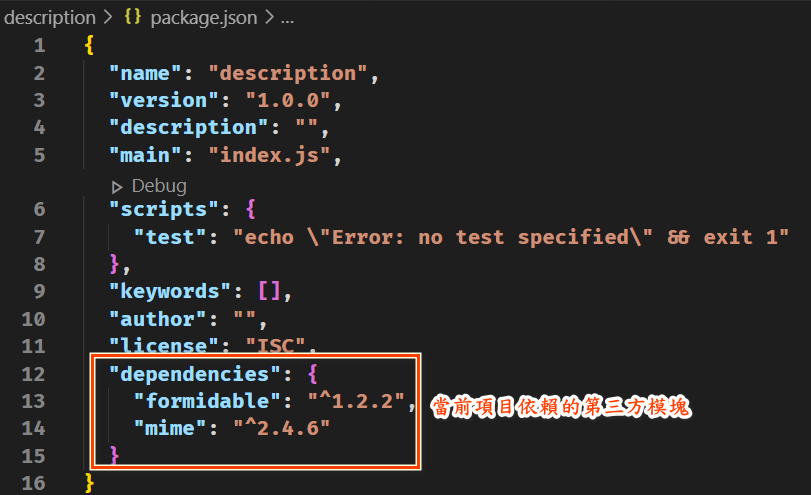 description > {} package.json > ...
1 {
2 "name": "description",
3 "version": "1.0.0",
4 "description": "",
5 "main": "index.js",
Debug
6 "scripts": {
7 "test": "echo \"Error: no test specified\" && exit 1"
8 },
9 "keywords": [],
10 "author": "",
11 "license": "ISC",
12 "dependencies": {
13 "formidable": "^1.2.2",
當前項目依賴的第三方模塊
14 "mime": "^2.4.6"
15 }
16 }